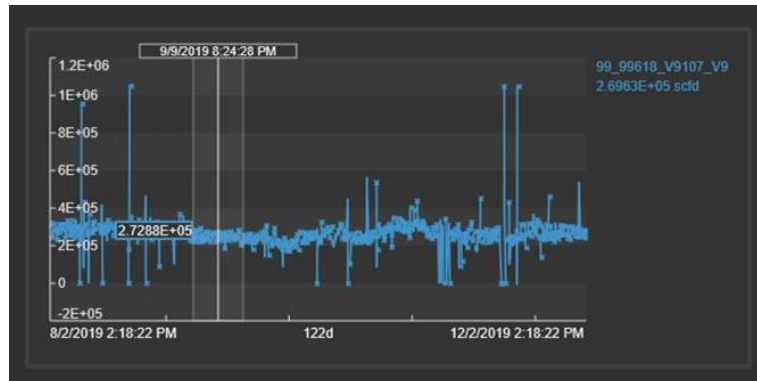 9/9/2019 8:24:28 PM
1.2E+06
99_99618_V9107_V9
1E+06
2.6963E+05 scfd
8E+05
6E+05
4E+05
2.7288E+05
2E+05
0
-2E+05
8/2/2019 2:18:22 PM 122d 12/2/2019 2:18:22 PM